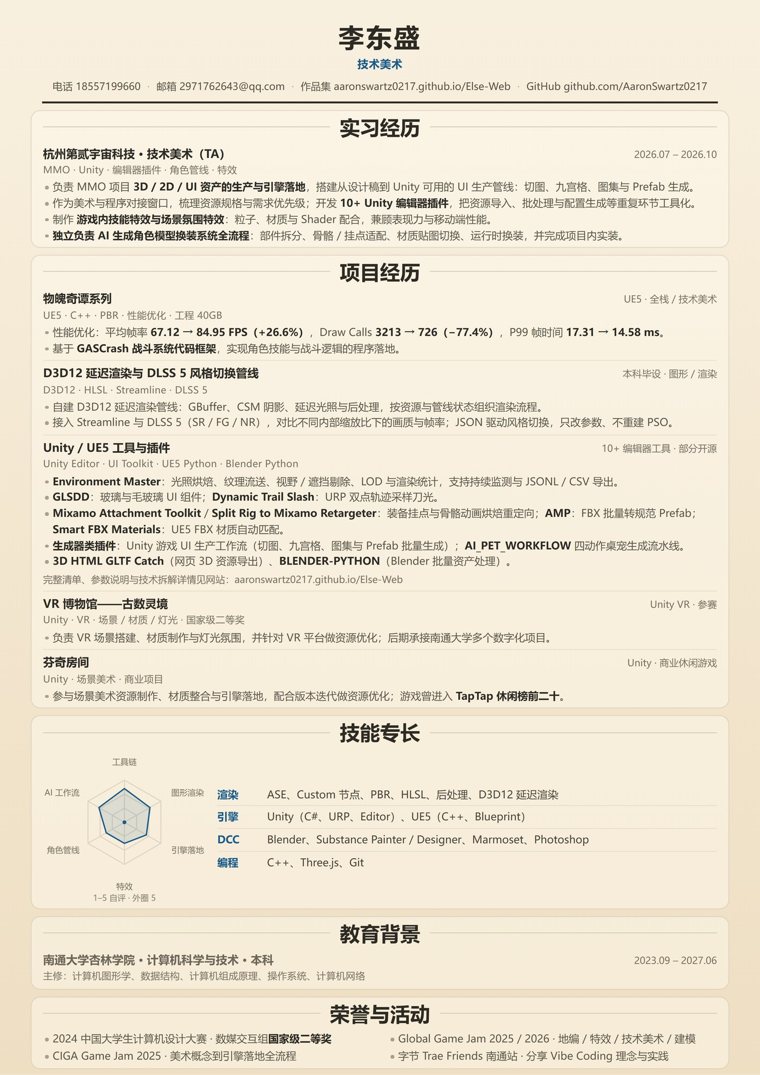 李东盛
技术美术
电话 18557199660 · 邮箱 2971762643@qq.com · 作品集 aaronswartz0217.github.io/Else-Web · GitHub github.com/AaronSwartz0217
实习经历
杭州第贰宇宙科技·技术美术（TA） 2026.07 – 2026.10
MMO · Unity · 编辑器插件 · 角色管线 · 特效
• 负责 MMO 项目 3D / 2D / UI 资产的生产与引擎落地，搭建从设计稿到 Unity 可用的 UI 生产管线：切图、九宫格、图集与 Prefab 生成。
• 作为美术与程序对接窗口，梳理资源规格与需求优先级；开发 10+ Unity 编辑器插件，把资源导入、批处理与配置生成等重复环节工具化。
• 制作 游戏内技能特效与场景氛围特效：粒子、材质与 Shader 配合，兼顾表现力与移动端性能。
• 独立负责 AI 生成角色模型换装系统全流程：部件拆分、骨骼 / 挂点适配、材质贴图切换、运行时换装，并完成项目内实装。
项目经历
物魄奇谭系列 UE5 · 全栈 / 技术美术
UE5 · C++ · PBR · 性能优化 · 工程 40GB
• 性能优化：平均帧率 67.12 → 84.95 FPS（+26.6%），Draw Calls 3213 → 726（−77.4%），P99 帧时间 17.31 → 14.58 ms。
• 基于 GASCrash 战斗系统代码框架，实现角色技能与战斗逻辑的程序落地。
D3D12 延迟渲染与 DLSS 5 风格切换管线 本科毕设 · 图形 / 渲染
D3D12 · HLSL · Streamline · DLSS 5
• 自建 D3D12 延迟渲染管线：GBuffer、CSM 阴影、延迟光照与后处理，按资源与管线状态组织渲染流程。
• 接入 Streamline 与 DLSS 5（SR / FG / NR），对比不同内部缩放比下的画质与帧率；JSON 驱动风格切换，只改参数、不重建 PSO。
Unity / UE5 工具与插件 10+ 编辑器工具 · 部分开源
Unity Editor · UI Toolkit · UE5 Python · Blender Python
• Environment Master：光照烘焙、纹理流送、视野 / 遮挡剔除、LOD 与渲染统计，支持持续监测与 JSONL / CSV 导出。
• GLSDD：玻璃与毛玻璃 UI 组件；Dynamic Trail Slash：URP 双点轨迹采样刀光。
• Mixamo Attachment Toolkit / Split Rig to Mixamo Retargeter：装备挂点与骨骼动画烘焙重定向；AMP：FBX 批量转规范 Prefab；
Smart FBX Materials：UE5 FBX 材质自动匹配。
• 生成器类插件：Unity 游戏 UI 生产工作流（切图、九宫格、图集与 Prefab 批量生成）；AI_PET_WORKFLOW 四动作桌宠生成流水线。
• 3D HTML GLTF Catch（网页 3D 资源导出）、BLENDER-PYTHON（Blender 批量资产处理）。
完整清单、参数说明与技术拆解详情见网站：aaronswartz0217.github.io/Else-Web
VR 博物馆——古数灵境 Unity VR · 参赛
Unity · VR · 场景 / 材质 / 灯光 · 国家级二等奖
• 负责 VR 场景搭建、材质制作与灯光氛围，并针对 VR 平台做资源优化；后期承接南通大学多个数字化项目。
芬奇房间 Unity · 商业休闲游戏
Unity · 场景美术 · 商业项目
• 参与场景美术资源制作、材质整合与引擎落地，配合版本迭代做资源优化；游戏曾进入 TapTap 休闲榜前二十。
技能专长
工具链
图形渲染
引擎落地
特效
角色管线
AI 工作流
1–5 自评 · 外圈 5
渲染 ASE、Custom 节点、PBR、HLSL、后处理、D3D12 延迟渲染
引擎 Unity（C#、URP、Editor）、UE5（C++、Blueprint）
DCC Blender、Substance Painter / Designer、Marmoset、Photoshop
编程 C++、Three.js、Git
教育背景
南通大学杏林学院·计算机科学与技术·本科 2023.09 – 2027.06
主修：计算机图形学、数据结构、计算机组成原理、操作系统、计算机网络
荣誉与活动
• 2024 中国大学生计算机设计大赛 · 数媒交互组国家级二等奖
• Global Game Jam 2025 / 2026 · 地编 / 特效 / 技术美术 / 建模
• CIGA Game Jam 2025 · 美术概念到引擎落地全流程
• 字节 Trae Friends 南通站 · 分享 Vibe Coding 理念与实践